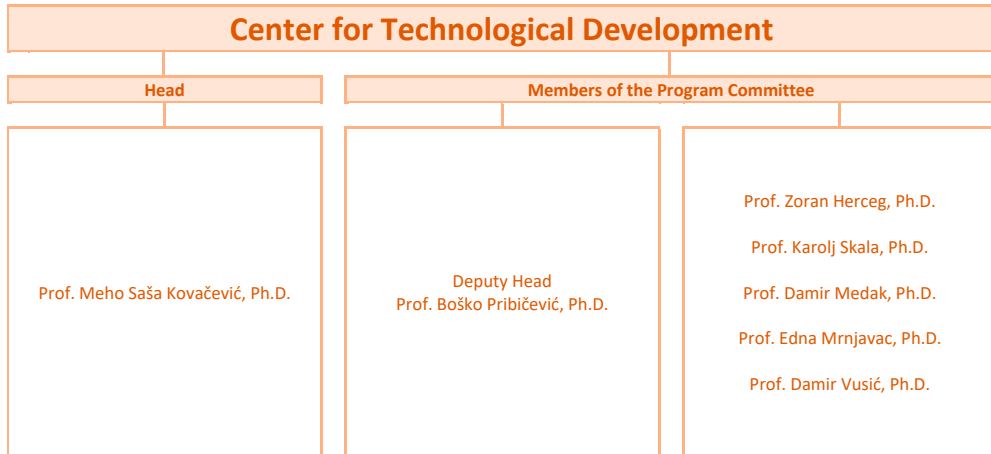 Center for Technological Development
Head
Members of the Program Committee
Prof. Meho Saša Kovačević, Ph.D.
Deputy Head
Prof. Boško Pribičević, Ph.D.
Prof. Zoran Herceg, Ph.D.
Prof. Karolj Skala, Ph.D.
Prof. Damir Medak, Ph.D.
Prof. Edna Mrnjavac, Ph.D.
Prof. Damir Vusić, Ph.D.